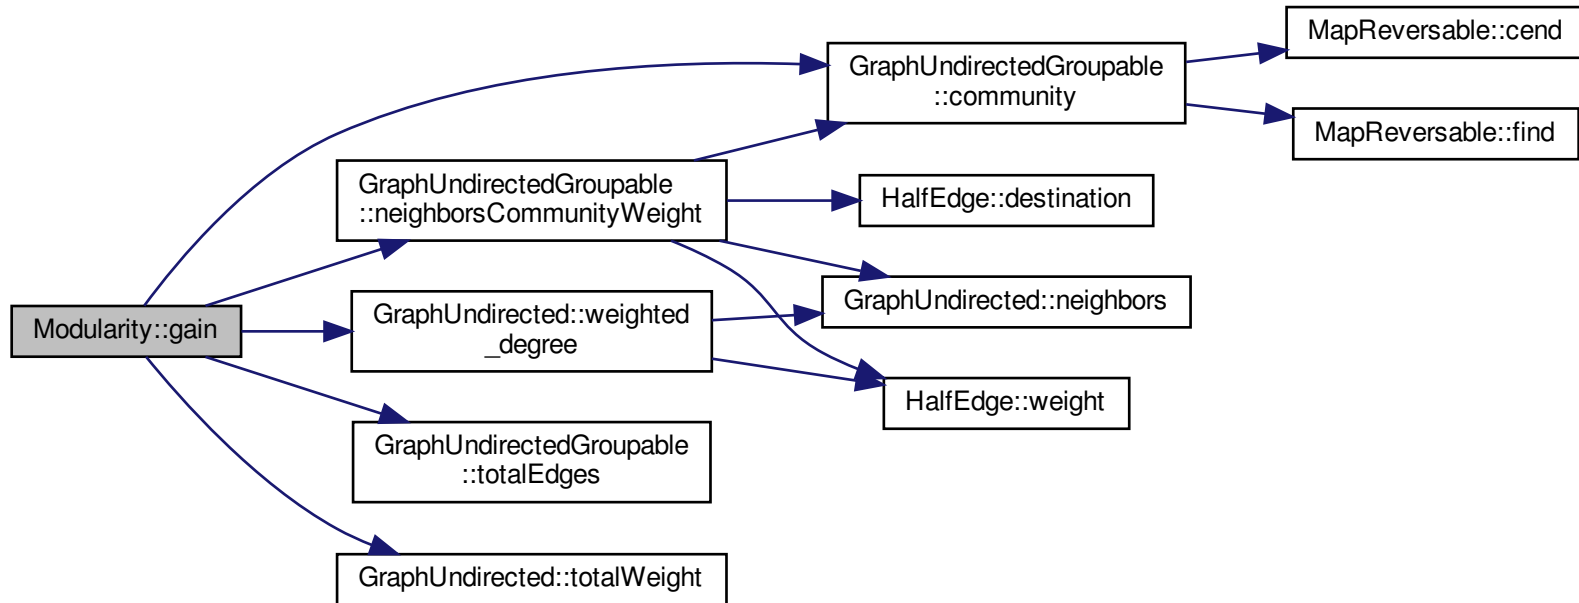 MapReversable::cend
GraphUndirectedGroupable
::community
MapReversable::find
GraphUndirectedGroupable
::neighborsCommunityWeight
HalfEdge::destination
GraphUndirected::neighbors
Modularity::gain
GraphUndirected::weighted
_degree
HalfEdge::weight
GraphUndirectedGroupable
::totalEdges
GraphUndirected::totalWeight